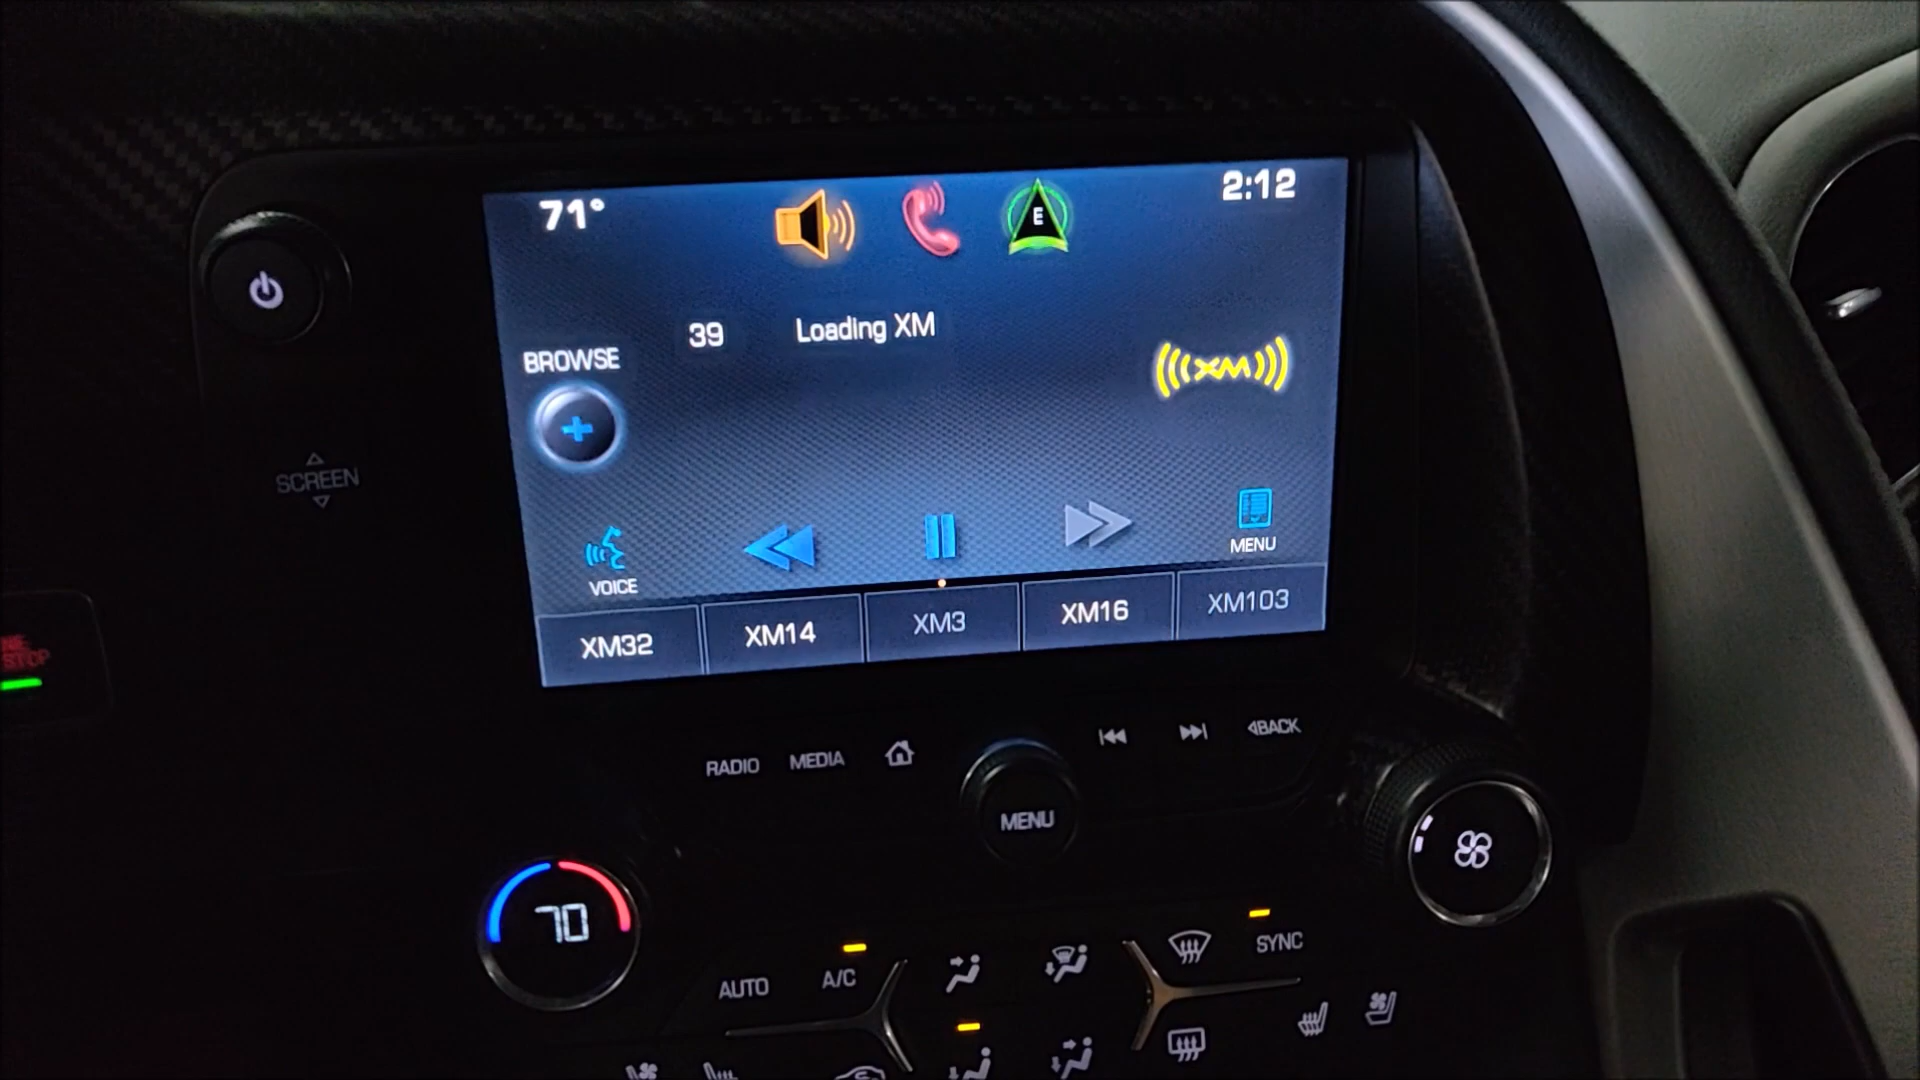 71°
2:12
E
39
Loading XM
BROWSE
XM
SCREEN
VOICE
MENU
XM32
XM14
XM3
XM16
XM103
STOP
RADIO
MEDIA
BACK
MENU
70
AUTO
A/C
SYNC